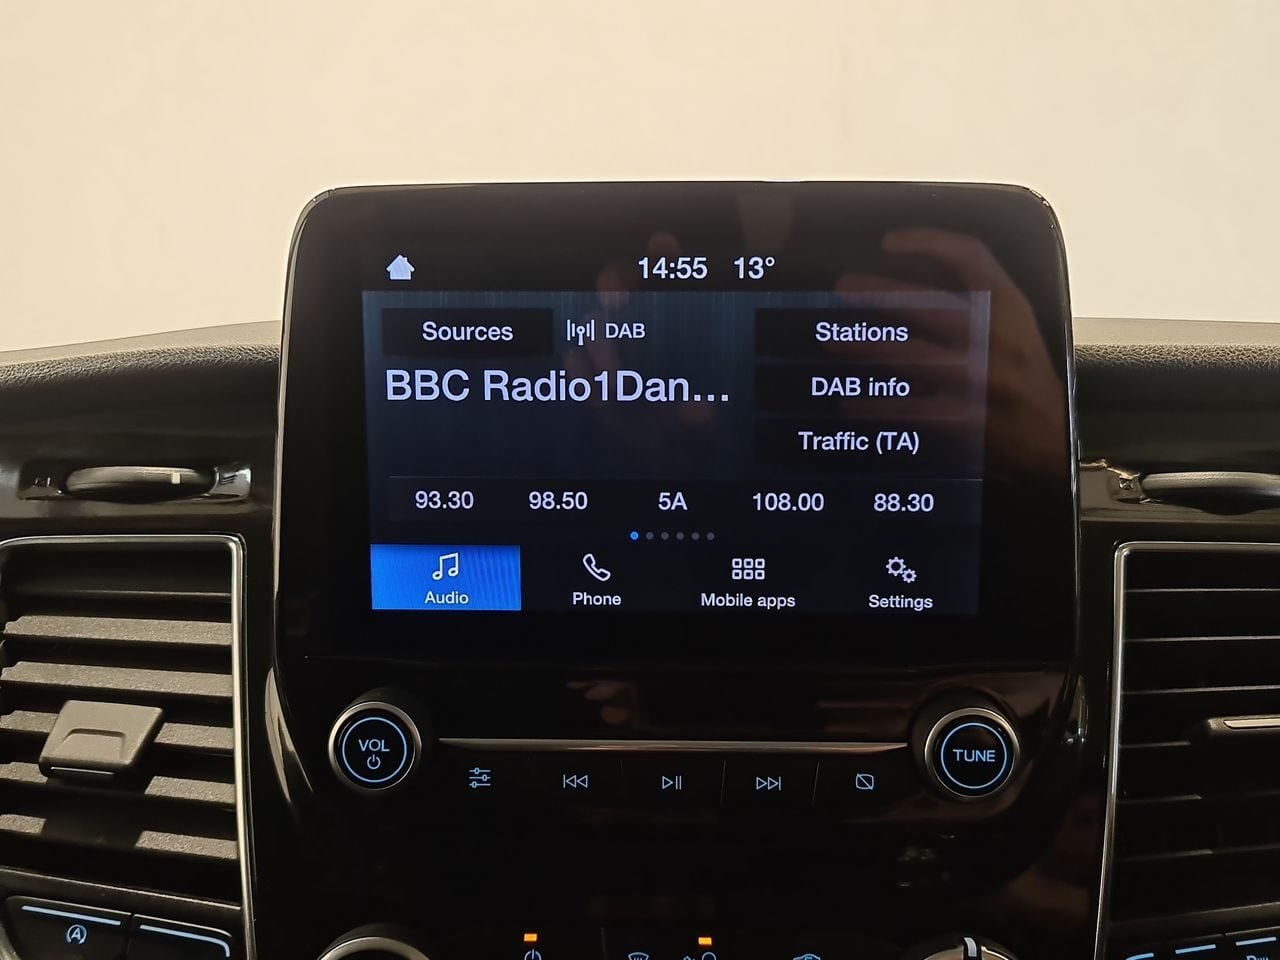 14:55 13°
Sources DAB Stations
BBC Radio1Dan... DAB info
Traffic (TA)
93.30 98.50 5A 108.00 88.30
Audio Phone Mobile apps Settings
VOL TUNE
A